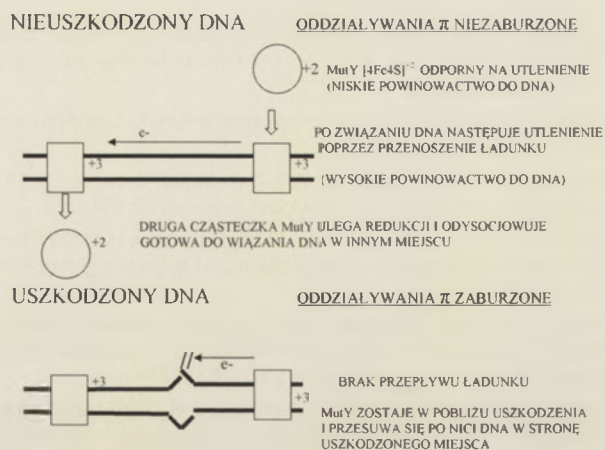 NIEUSZKODZONY DNA
ODDZIAŁYWANIA π NIEZABURZONE
+2 MutY [4Fe4S]⁺² ODPORNY NA UTLENIENIE
(NISKIE POWINOWACTWO DO DNA)
e-
PO ZWIĄZANIU DNA NASTĘPUJE UTLENIENIE
POPRZEZ PRZENOSZENIE ŁADUNKU
+3
+3
(WYSOKIE POWINOWACTWO DO DNA)
DRUGA CZĄSTECZKA MutY ULEGA REDUKCJI I ODYSOCJOWUJE
+2
GOTOWA DO WIĄZANIA DNA W INNYM MIEJSCU
USZKODZONY DNA
ODDZIAŁYWANIA π ZABURZONE
//
e-
+3
BRAK PRZEPŁYWU ŁADUNKU
+3
MutY ZOSTAJE W POBLIŻU USZKODZENIA
I PRZESUWA SIĘ PO NICI DNA W STRONĘ
USZKODZONEGO MIEJSCA